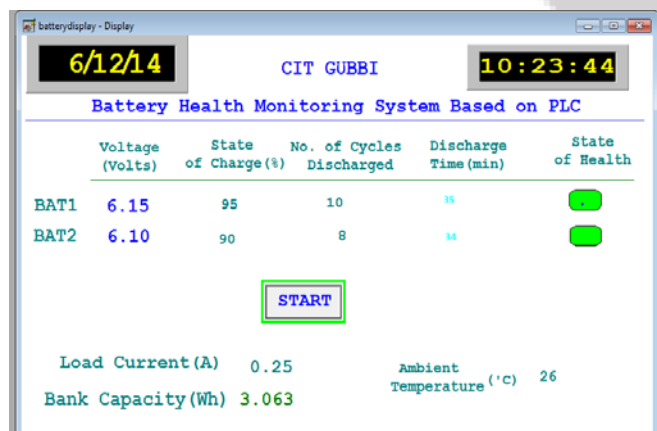 batterydisplay - Display
6/12/14 CIT GUBBI 10:23:44
Battery Health Monitoring System Based on PLC
Voltage State No. of Cycles Discharge State
(Volts) of Charge(%) Discharged Time(min) of Health
BAT1 6.15 95 10 35
BAT2 6.10 90 8 34
START
Load Current(A) 0.25
Ambient
Temperature ('C) 26
Bank Capacity(Wh) 3.063